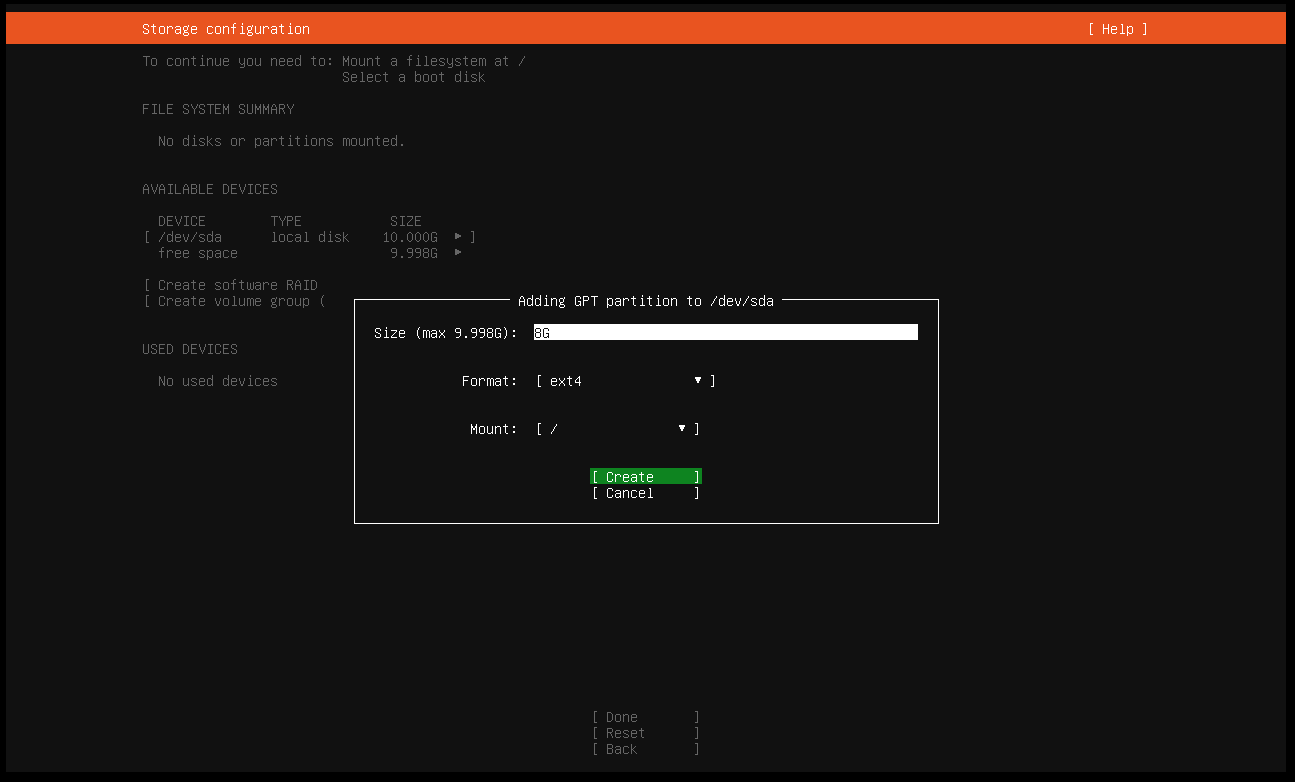 Storage configuration [ Help ]
To continue you need to: Mount a filesystem at /
Select a boot disk
FILE SYSTEM SUMMARY
No disks or partitions mounted.
AVAILABLE DEVICES
DEVICE TYPE SIZE
[ /dev/sda local disk 10.000G ▸ ]
free space 9.998G ▸
[ Create software RAID
[ Create volume group (
USED DEVICES
No used devices
Adding GPT partition to /dev/sda
Size (max 9.998G): 8G
Format: [ ext4 ▾ ]
Mount: [ / ▾ ]
[ Create ]
[ Cancel ]
[ Done ]
[ Reset ]
[ Back ]